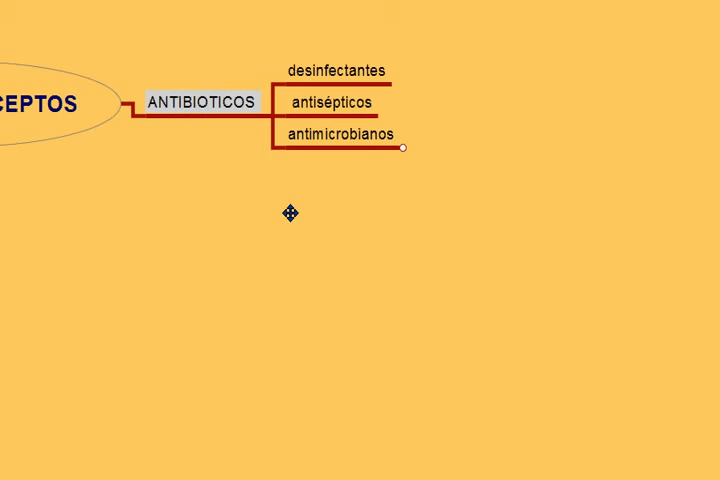 CEPTOS
ANTIBIOTICOS
desinfectantes
antisépticos
antimicrobianos